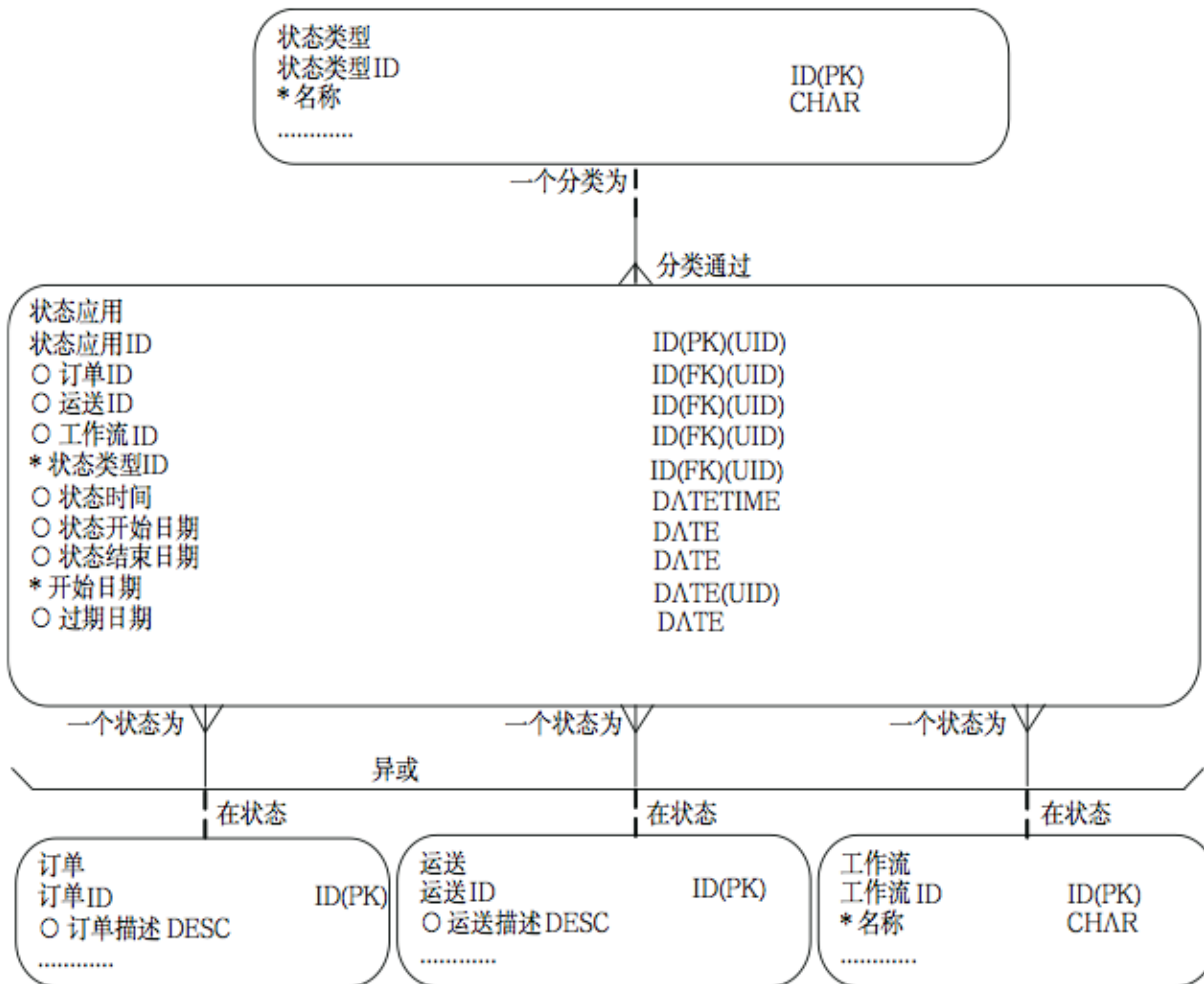 状态类型
状态类型ID ID(PK)
*名称 CHAR
............
一个分类为
分类通过
状态应用
状态应用ID ID(PK)(UID)
○ 订单ID ID(FK)(UID)
○ 运送ID ID(FK)(UID)
○ 工作流ID ID(FK)(UID)
* 状态类型ID ID(FK)(UID)
○ 状态时间 DATETIME
○ 状态开始日期 DATE
○ 状态结束日期 DATE
* 开始日期 DATE(UID)
○ 过期日期 DATE
一个状态为 一个状态为 一个状态为
异或
在状态 在状态 在状态
订单
订单ID ID(PK)
○ 订单描述 DESC
............
运送
运送ID ID(PK)
○ 运送描述DESC
............
工作流
工作流ID ID(PK)
*名称 CHAR
............